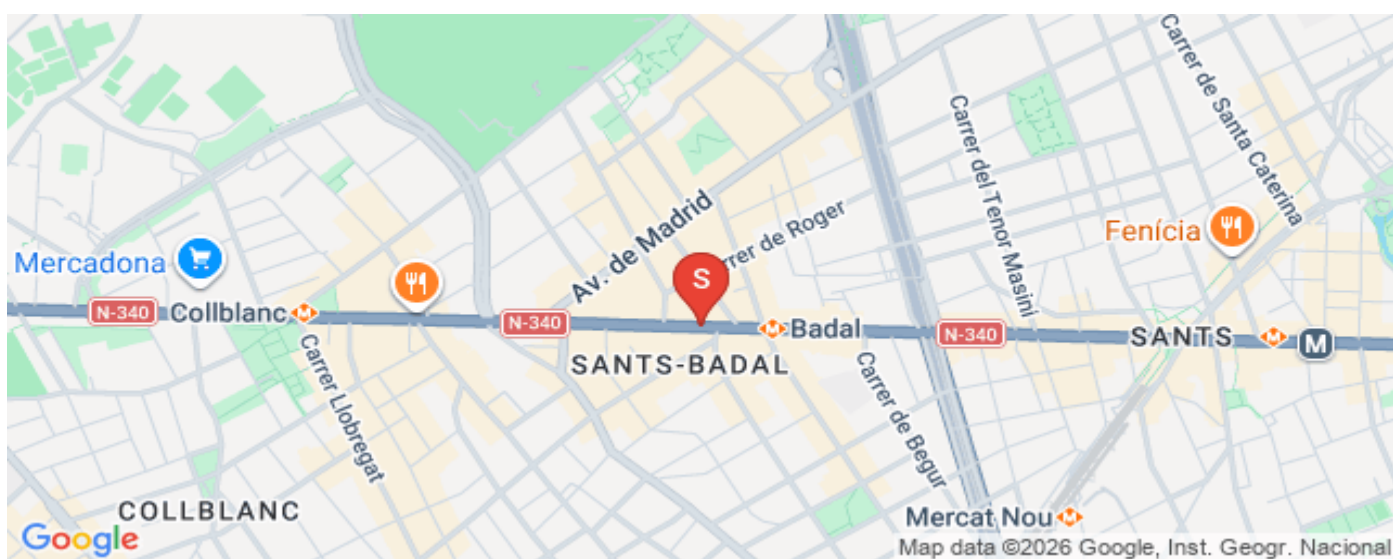 Carrer de Santa Caterina
Carrer del Tenor Masini
Av. de Madrid
Carrer de Roger
Fenícia
Mercadona
S
N-340
Collblanc
N-340
Badal
N-340
SANTS
M
SANTS-BADAL
Carrer Llobregat
Carrer de Begur
COLLBLANC
Mercat Nou
Google
Map data ©2026 Google, Inst. Geogr. Nacional